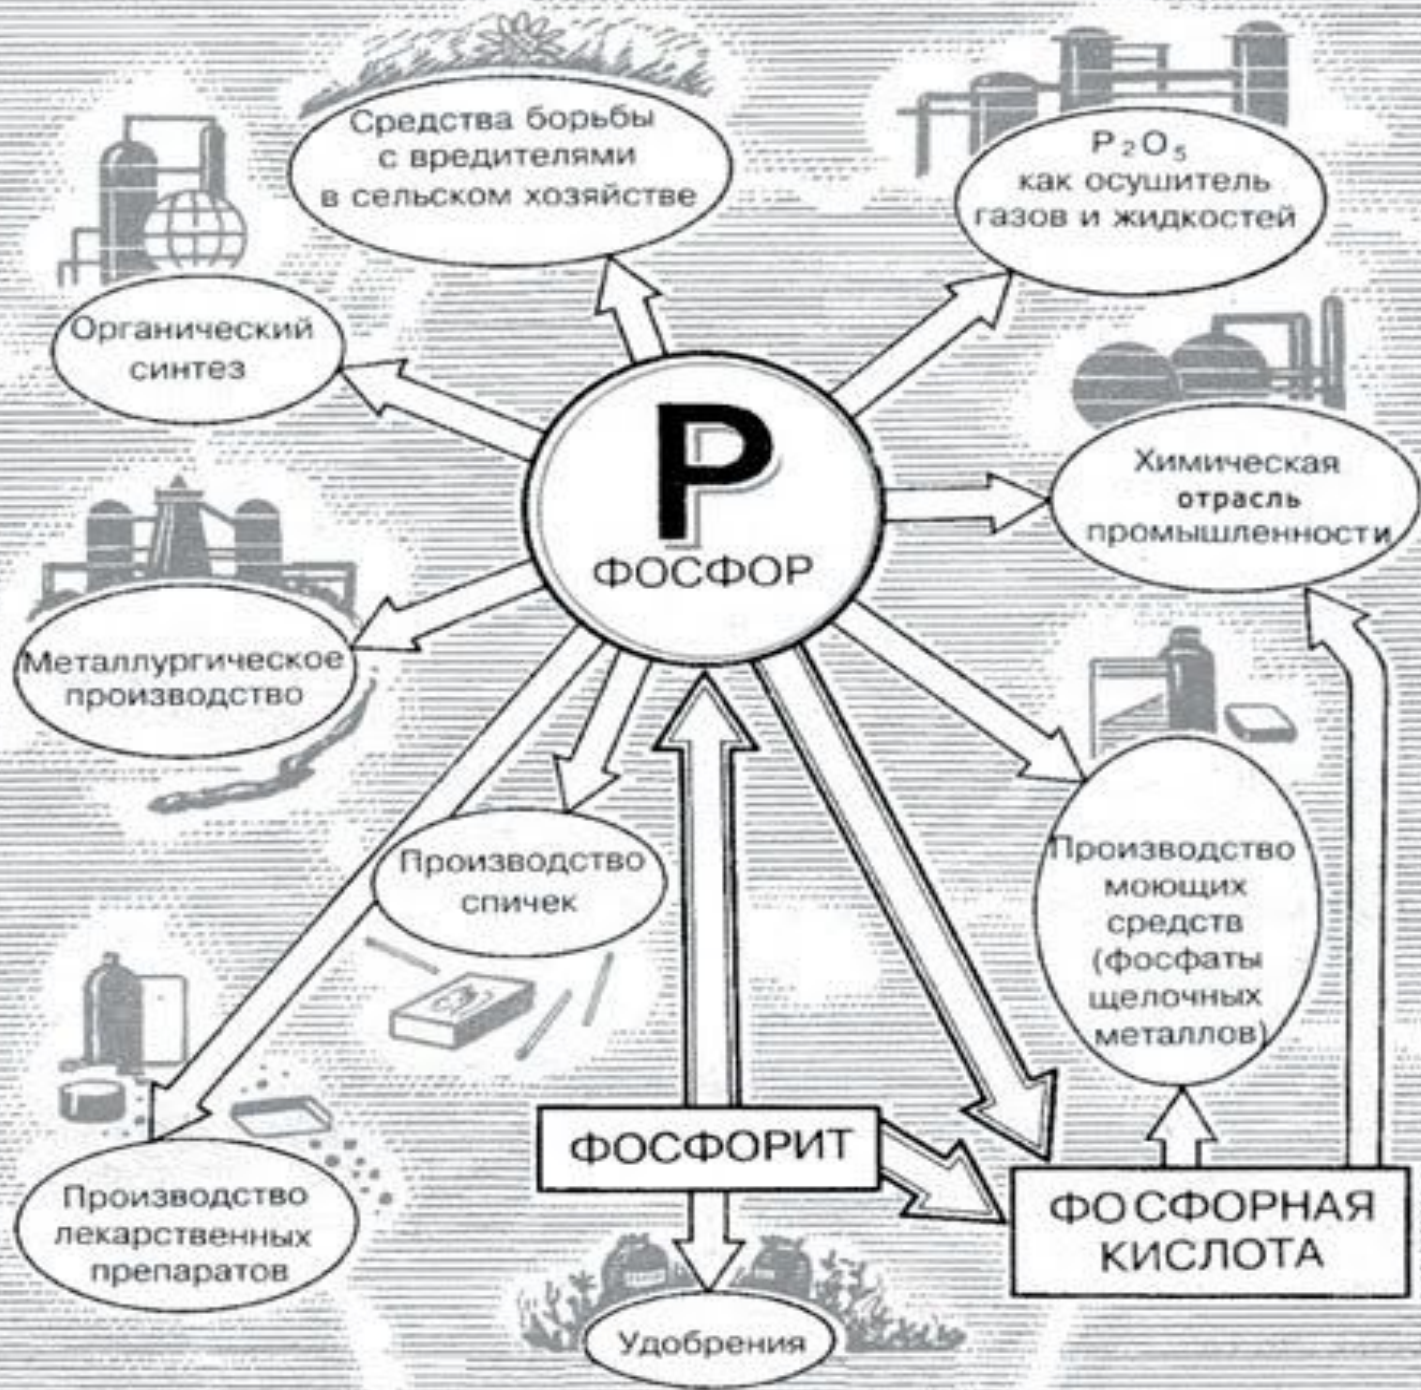 Средства борьбы
с вредителями
в сельском хозяйстве
P₂O₅
как осушитель
газов и жидкостей
Органический
синтез
Химическая
отрасль
промышленности
P
ФОСФОР
Металлургическое
производство
Производство
спичек
Производство
моющих
средств
(фосфаты
щелочных
металлов)
ФОСФОРИТ
ФОСФОРНАЯ
КИСЛОТА
Производство
лекарственных
препаратов
Удобрения